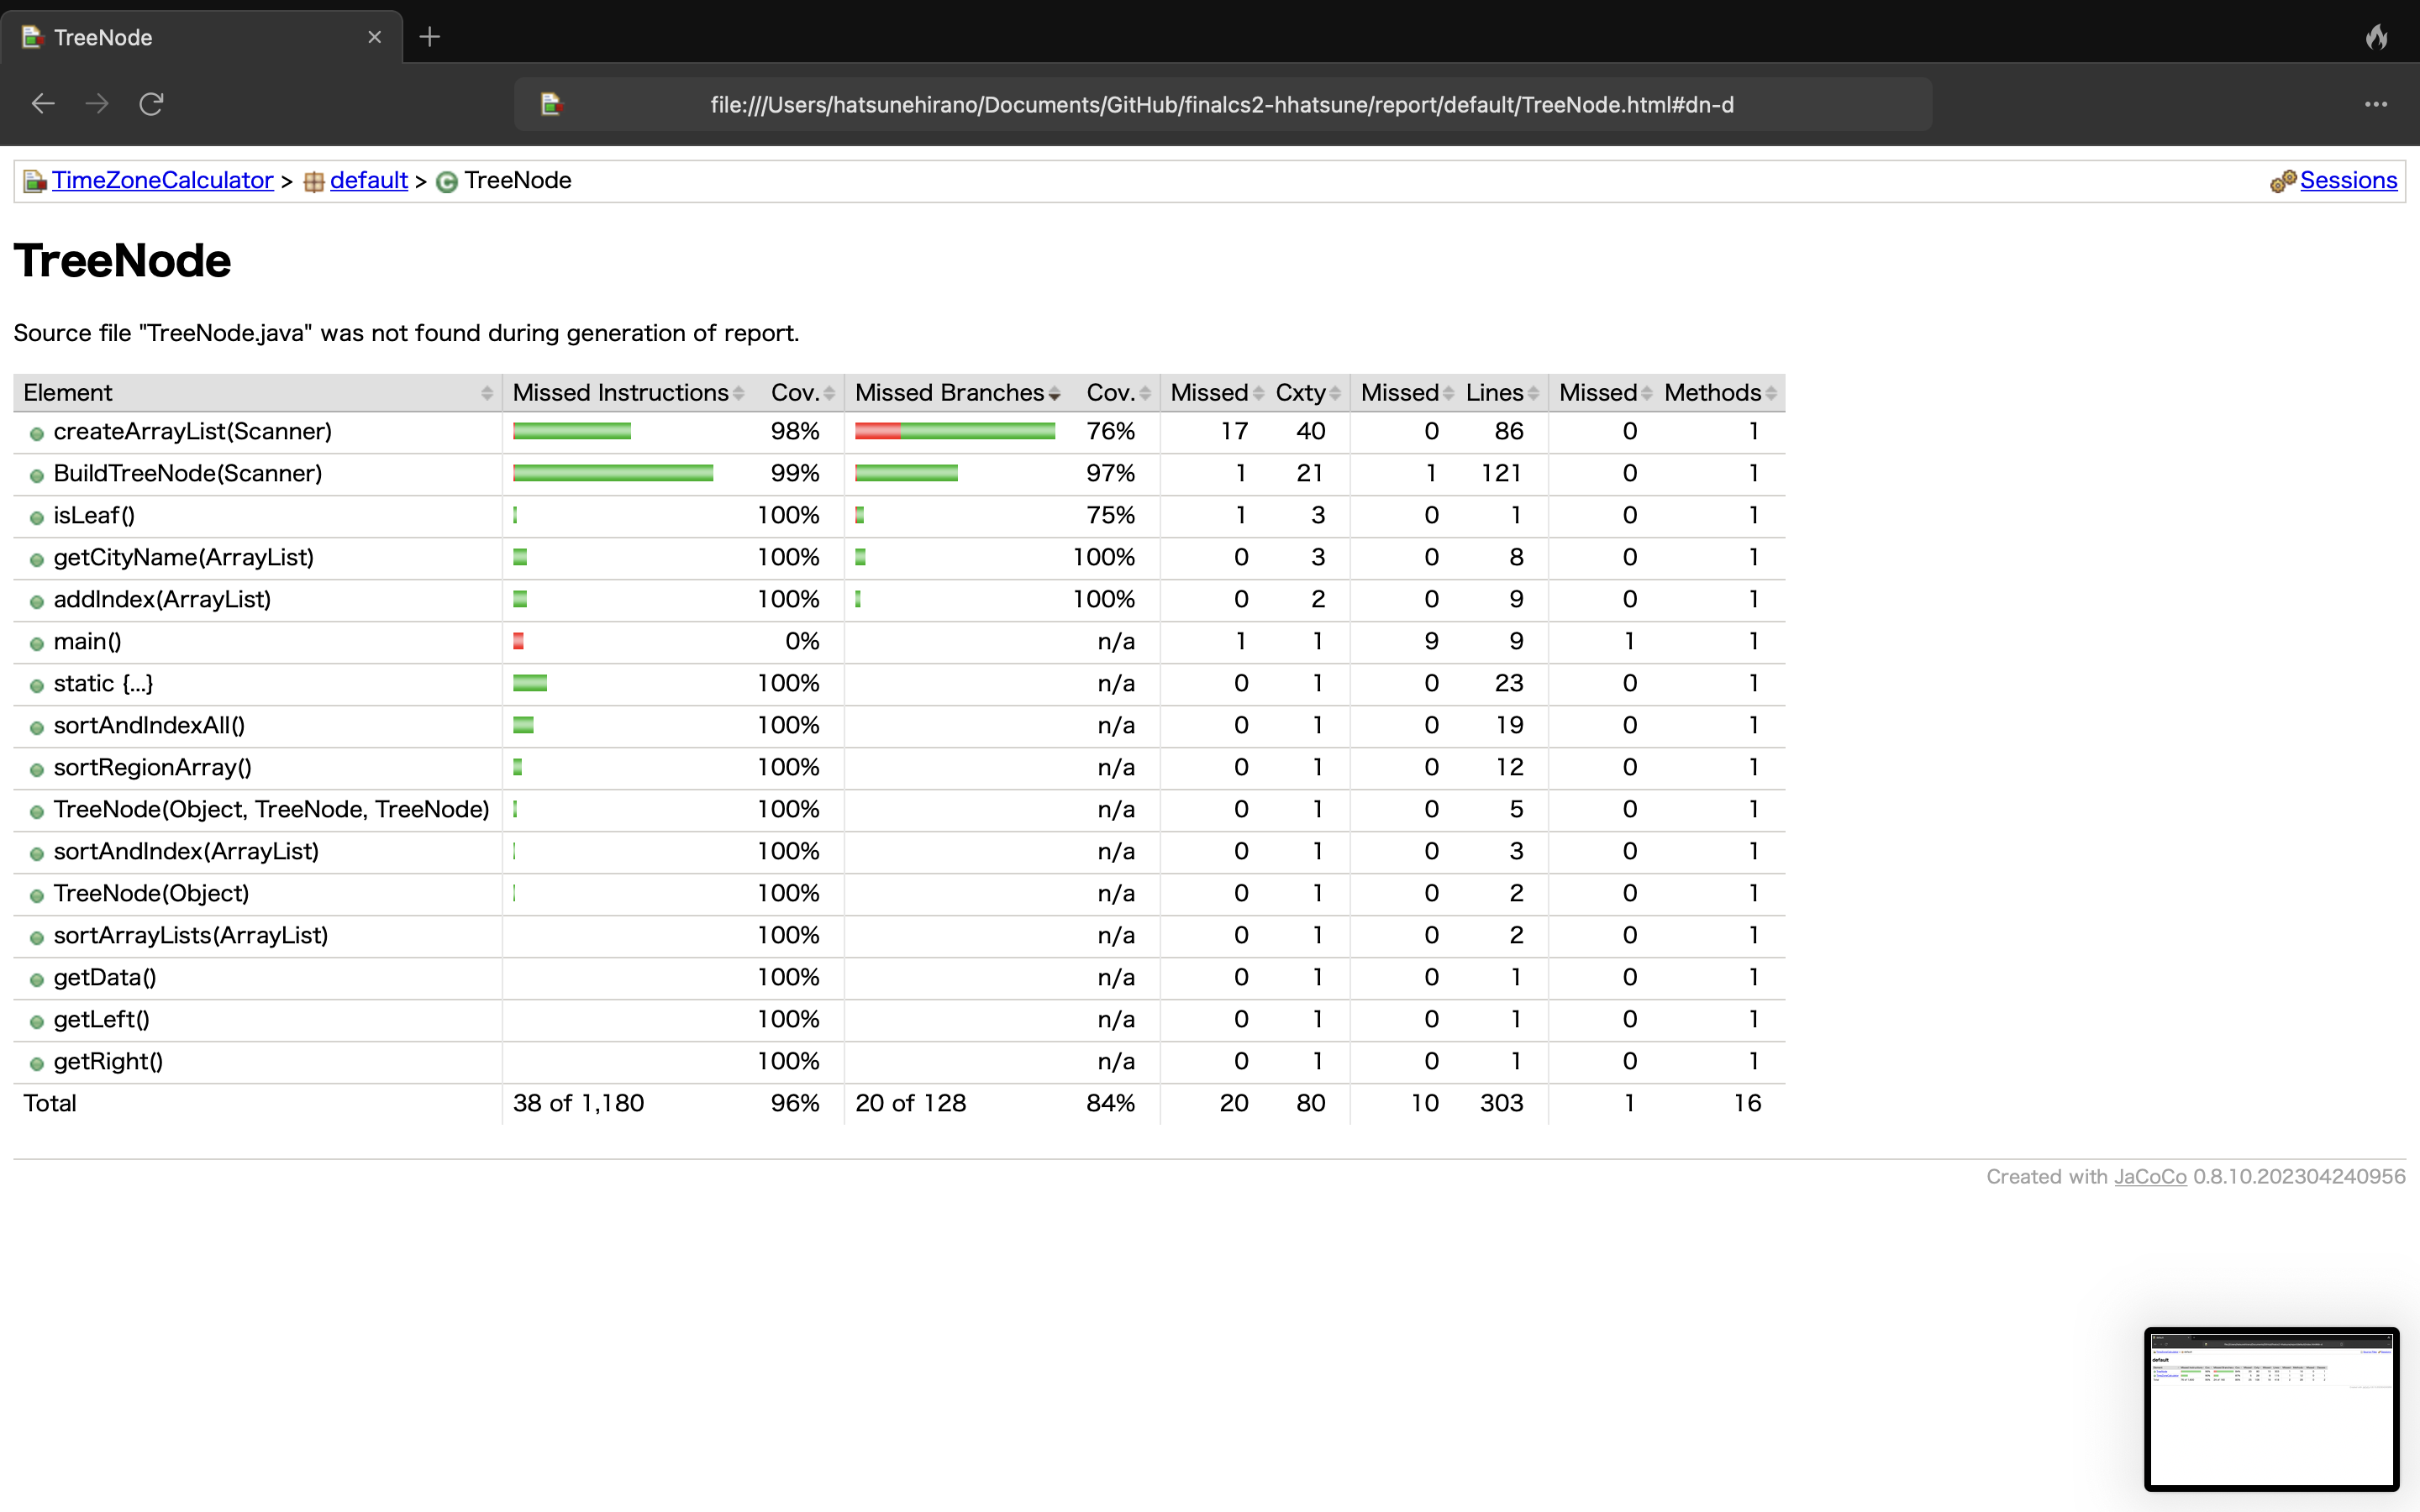 TreeNode
file:///Users/hatsunehirano/Documents/GitHub/finalcs2-hhatsune/report/default/TreeNode.html#dn-d
TimeZoneCalculator > default > TreeNode Sessions
TreeNode
Source file "TreeNode.java" was not found during generation of report.
Element Missed Instructions Cov. Missed Branches Cov. Missed Cxty Missed Lines Missed Methods
createArrayList(Scanner) 98% 76% 17 40 0 86 0 1
BuildTreeNode(Scanner) 99% 97% 1 21 1 121 0 1
isLeaf() 100% 75% 1 3 0 1 0 1
getCityName(ArrayList) 100% 100% 0 3 0 8 0 1
addIndex(ArrayList) 100% 100% 0 2 0 9 0 1
main() 0% n/a 1 1 9 9 1 1
static {...} 100% n/a 0 1 0 23 0 1
sortAndIndexAll() 100% n/a 0 1 0 19 0 1
sortRegionArray() 100% n/a 0 1 0 12 0 1
TreeNode(Object, TreeNode, TreeNode) 100% n/a 0 1 0 5 0 1
sortAndIndex(ArrayList) 100% n/a 0 1 0 3 0 1
TreeNode(Object) 100% n/a 0 1 0 2 0 1
sortArrayLists(ArrayList) 100% n/a 0 1 0 2 0 1
getData() 100% n/a 0 1 0 1 0 1
getLeft() 100% n/a 0 1 0 1 0 1
getRight() 100% n/a 0 1 0 1 0 1
Total 38 of 1,180 96% 20 of 128 84% 20 80 10 303 1 16
Created with JaCoCo 0.8.10.202304240956
default